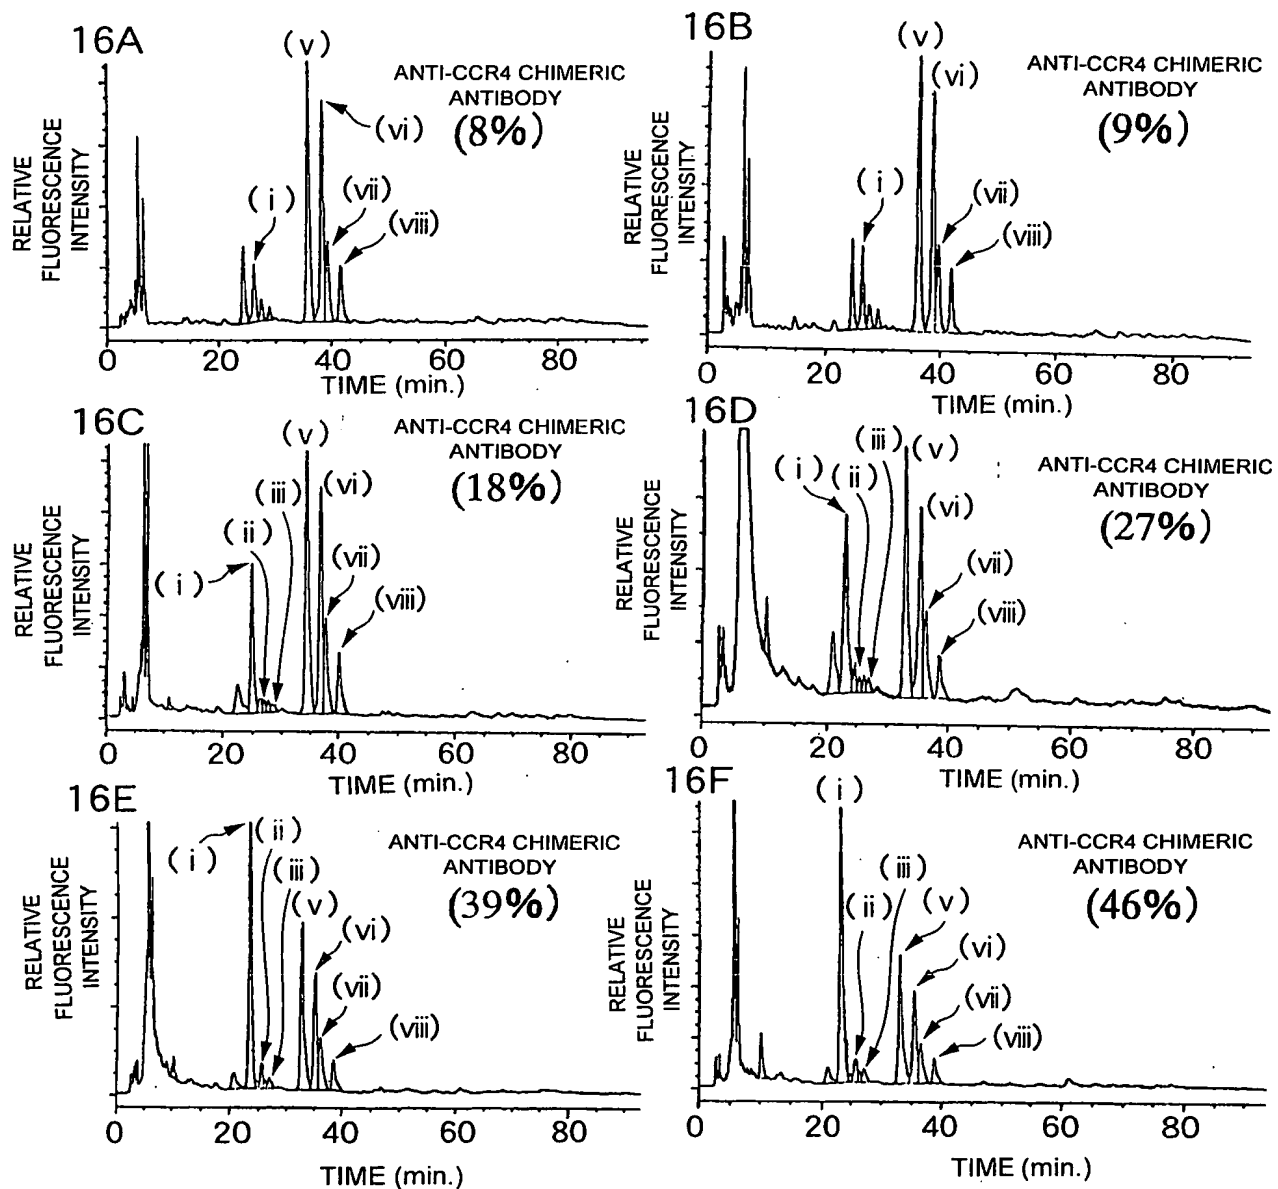 16A
(v)
ANTI-CCR4 CHIMERIC
ANTIBODY
(8%)
(vi)
(i)
(vii)
(viii)
RELATIVE
FLUORESCENCE
INTENSITY
0 20 40 60 80
TIME (min.)
16B
(v)
(vi)
ANTI-CCR4 CHIMERIC
ANTIBODY
(9%)
(i)
(vii)
(viii)
RELATIVE
FLUORESCENCE
INTENSITY
0 20 40 60 80
TIME (min.)
16C
(v)
ANTI-CCR4 CHIMERIC
ANTIBODY
(18%)
(iii)
(vi)
(ii)
(vii)
(i)
(viii)
RELATIVE
FLUORESCENCE
INTENSITY
0 20 40 60 80
TIME (min.)
16D
(iii)
(v)
(i)
(ii)
ANTI-CCR4 CHIMERIC
ANTIBODY
(27%)
(vi)
(vii)
(viii)
RELATIVE
FLUORESCENCE
INTENSITY
0 20 40 60 80
TIME (min.)
16E
(ii)
ANTI-CCR4 CHIMERIC
ANTIBODY
(39%)
(i)
(iii)
(v)
(vi)
(vii)
(viii)
RELATIVE
FLUORESCENCE
INTENSITY
0 20 40 60 80
TIME (min.)
16F
(i)
ANTI-CCR4 CHIMERIC
ANTIBODY
(46%)
(iii)
(ii)
(v)
(vi)
(vii)
(viii)
RELATIVE
FLUORESCENCE
INTENSITY
0 20 40 60 80
TIME (min.)